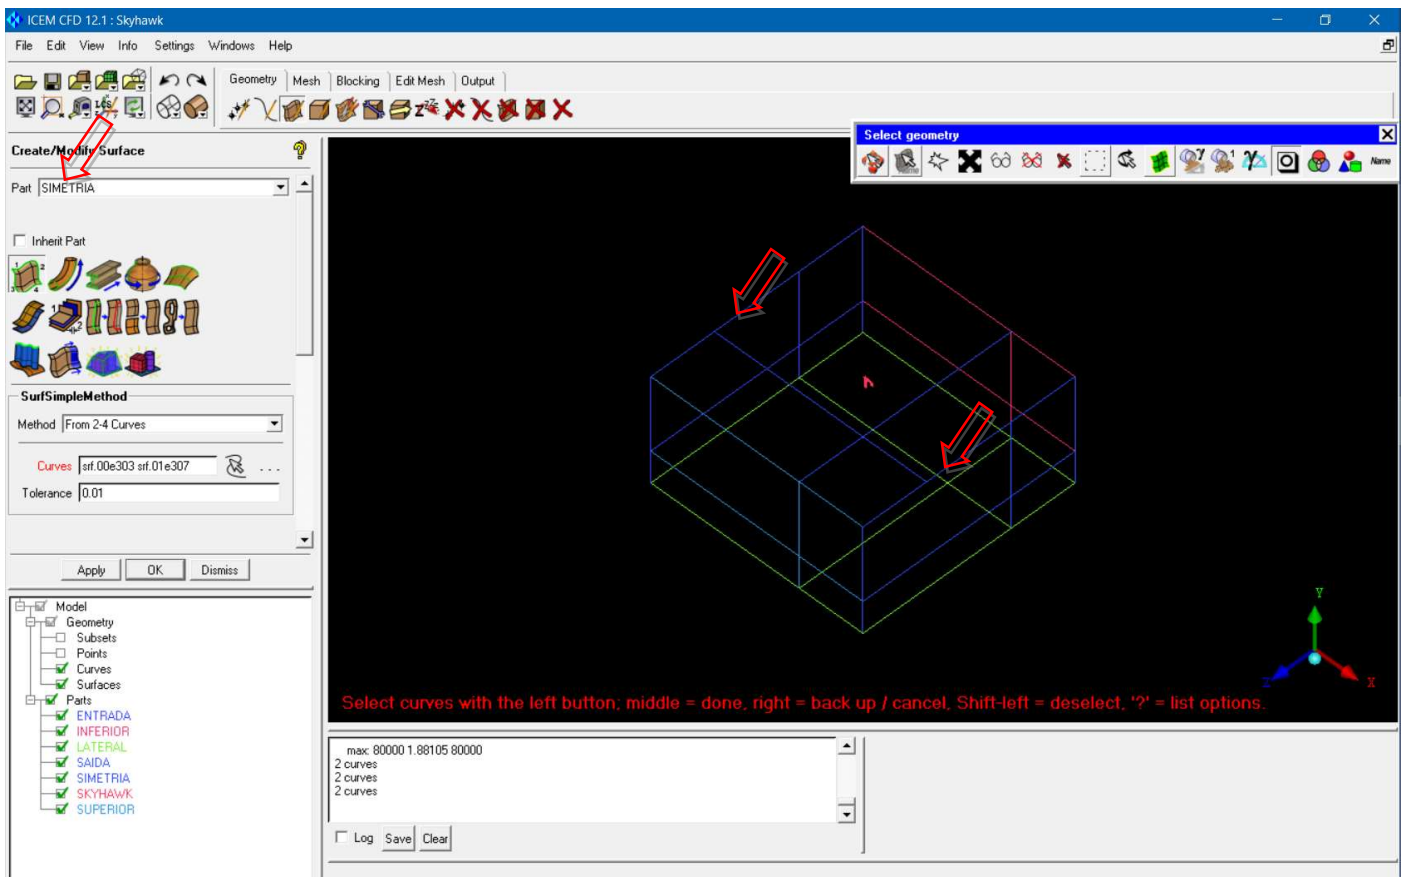 ICEM CFD 12.1 : Skyhawk
File Edit View Info Settings Windows Help
Geometry Mesh Blocking Edit Mesh Output
Create/Modify Surface
Part SIMETRIA
Inherit Part
SurfSimpleMethod
Method From 2-4 Curves
Curves srf.00e303 srf.01e307 ...
Tolerance 0.01
Apply OK Dismiss
Model
Geometry
Subsets
Points
Curves
Surfaces
Parts
ENTRADA
INFERIOR
LATERAL
SAIDA
SIMETRIA
SKYHAWK
SUPERIOR
Select geometry
Name
Y
Z
X
Select curves with the left button; middle = done, right = back up / cancel, Shift-left = deselect, '?' = list options.
max: 80000 1.88105 80000
2 curves
2 curves
2 curves
Log Save Clear